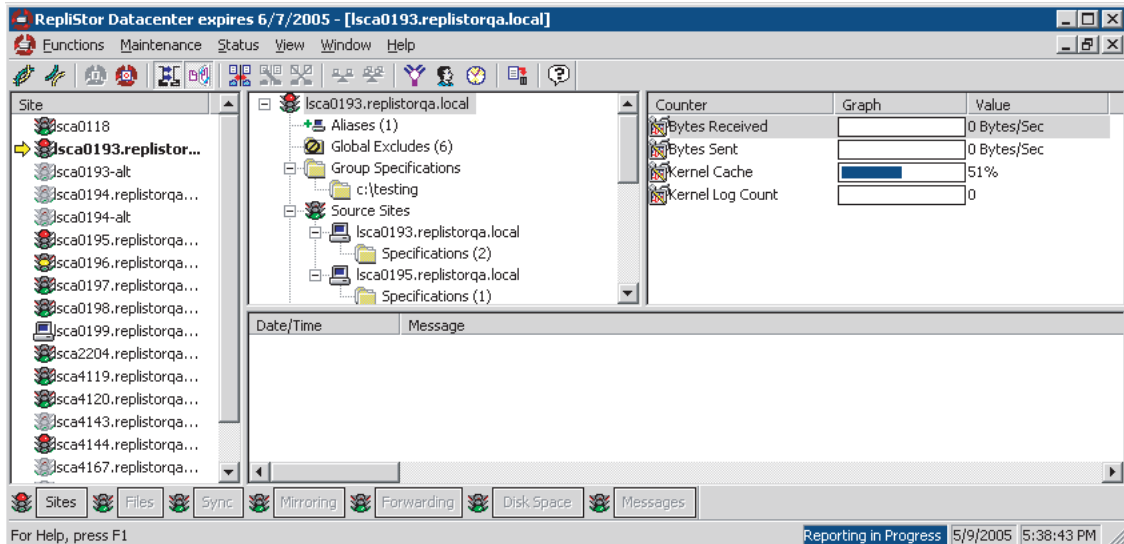 RepliStor Datacenter expires 6/7/2005 - [lsca0193.replistorqa.local]
Functions Maintenance Status View Window Help
Site
lsca0118
lsca0193.replistor...
lsca0193-alt
lsca0194.replistorqa...
lsca0194-alt
lsca0195.replistorqa...
lsca0196.replistorqa...
lsca0197.replistorqa...
lsca0198.replistorqa...
lsca0199.replistorqa...
lsca2204.replistorqa...
lsca4119.replistorqa...
lsca4120.replistorqa...
lsca4143.replistorqa...
lsca4144.replistorqa...
lsca4167.replistorqa...
lsca0193.replistorqa.local
Aliases (1)
Global Excludes (6)
Group Specifications
c:\testing
Source Sites
lsca0193.replistorqa.local
Specifications (2)
lsca0195.replistorqa.local
Specifications (1)
Counter Graph Value
Bytes Received 0 Bytes/Sec
Bytes Sent 0 Bytes/Sec
Kernel Cache 51%
Kernel Log Count 0
Date/Time Message
Sites Files Sync Mirroring Forwarding Disk Space Messages
For Help, press F1 Reporting in Progress 5/9/2005 5:38:43 PM